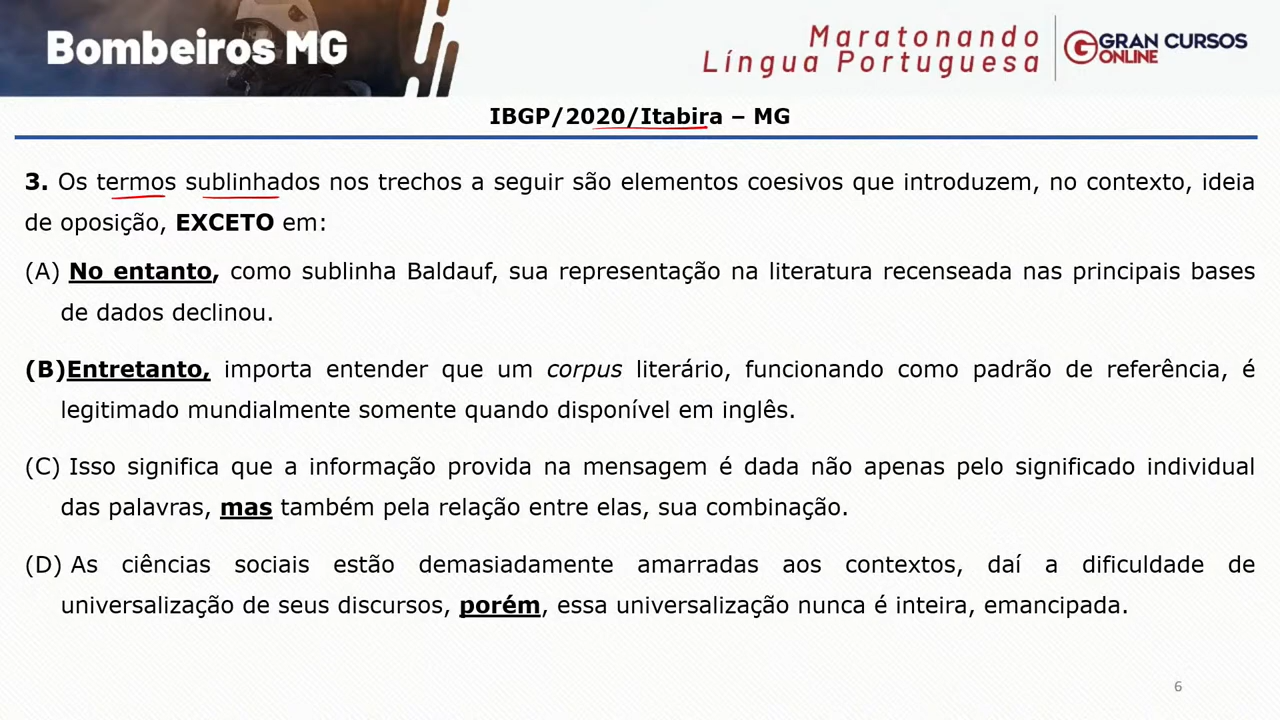 Bombeiros MG
Maratonando
Língua Portuguesa
GRAN CURSOS
ONLINE
IBGP/2020/Itabira – MG
3. Os termos sublinhados nos trechos a seguir são elementos coesivos que introduzem, no contexto, ideia
de oposição, EXCETO em:
(A) No entanto, como sublinha Baldauf, sua representação na literatura recenseada nas principais bases
de dados declinou.
(B)Entretanto, importa entender que um corpus literário, funcionando como padrão de referência, é
legitimado mundialmente somente quando disponível em inglês.
(C) Isso significa que a informação provida na mensagem é dada não apenas pelo significado individual
das palavras, mas também pela relação entre elas, sua combinação.
(D) As ciências sociais estão demasiadamente amarradas aos contextos, daí a dificuldade de
universalização de seus discursos, porém, essa universalização nunca é inteira, emancipada.
6